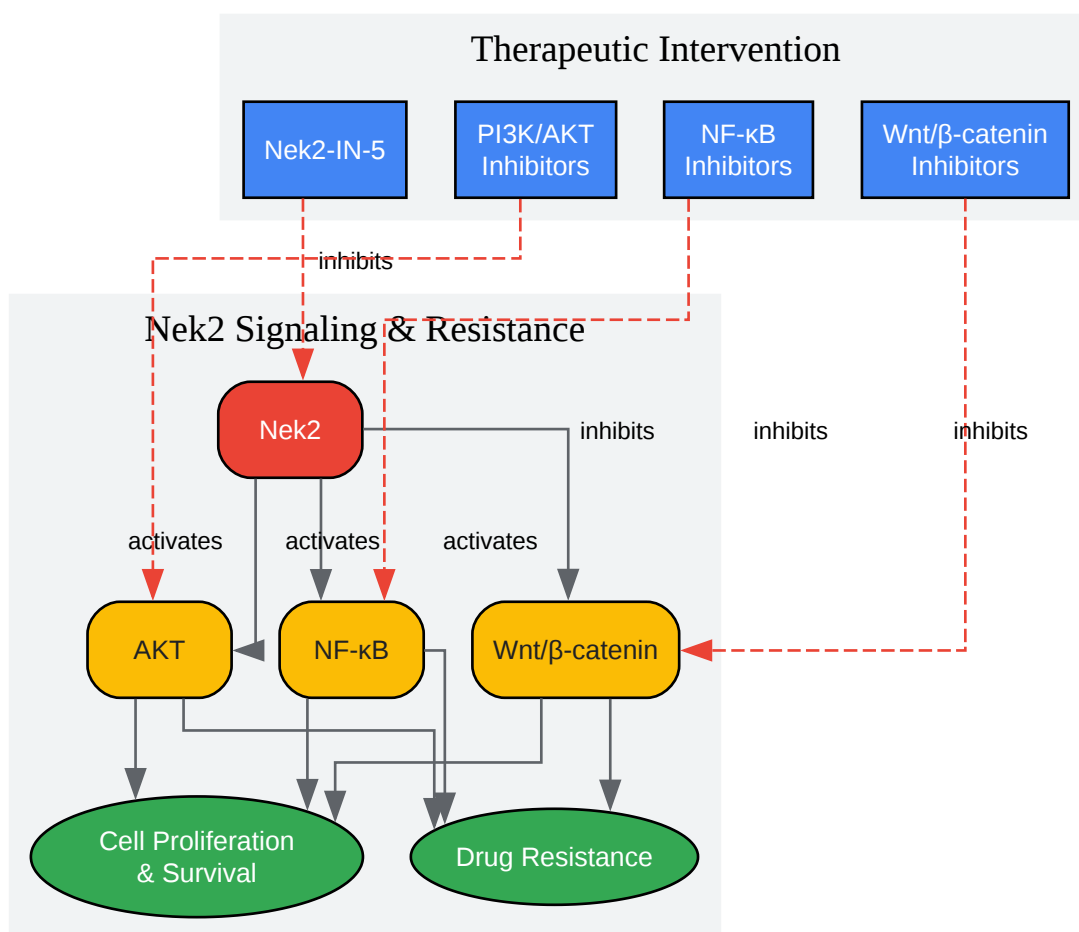 Therapeutic Intervention
Nek2-IN-5
PI3K/AKT
Inhibitors
NF-κB
Inhibitors
Wnt/β-catenin
Inhibitors
inhibits
Nek2 Signaling & Resistance
Nek2
inhibits
inhibits
inhibits
activates
activates
activates
AKT
NF-κB
Wnt/β-catenin
Cell Proliferation
& Survival
Drug Resistance